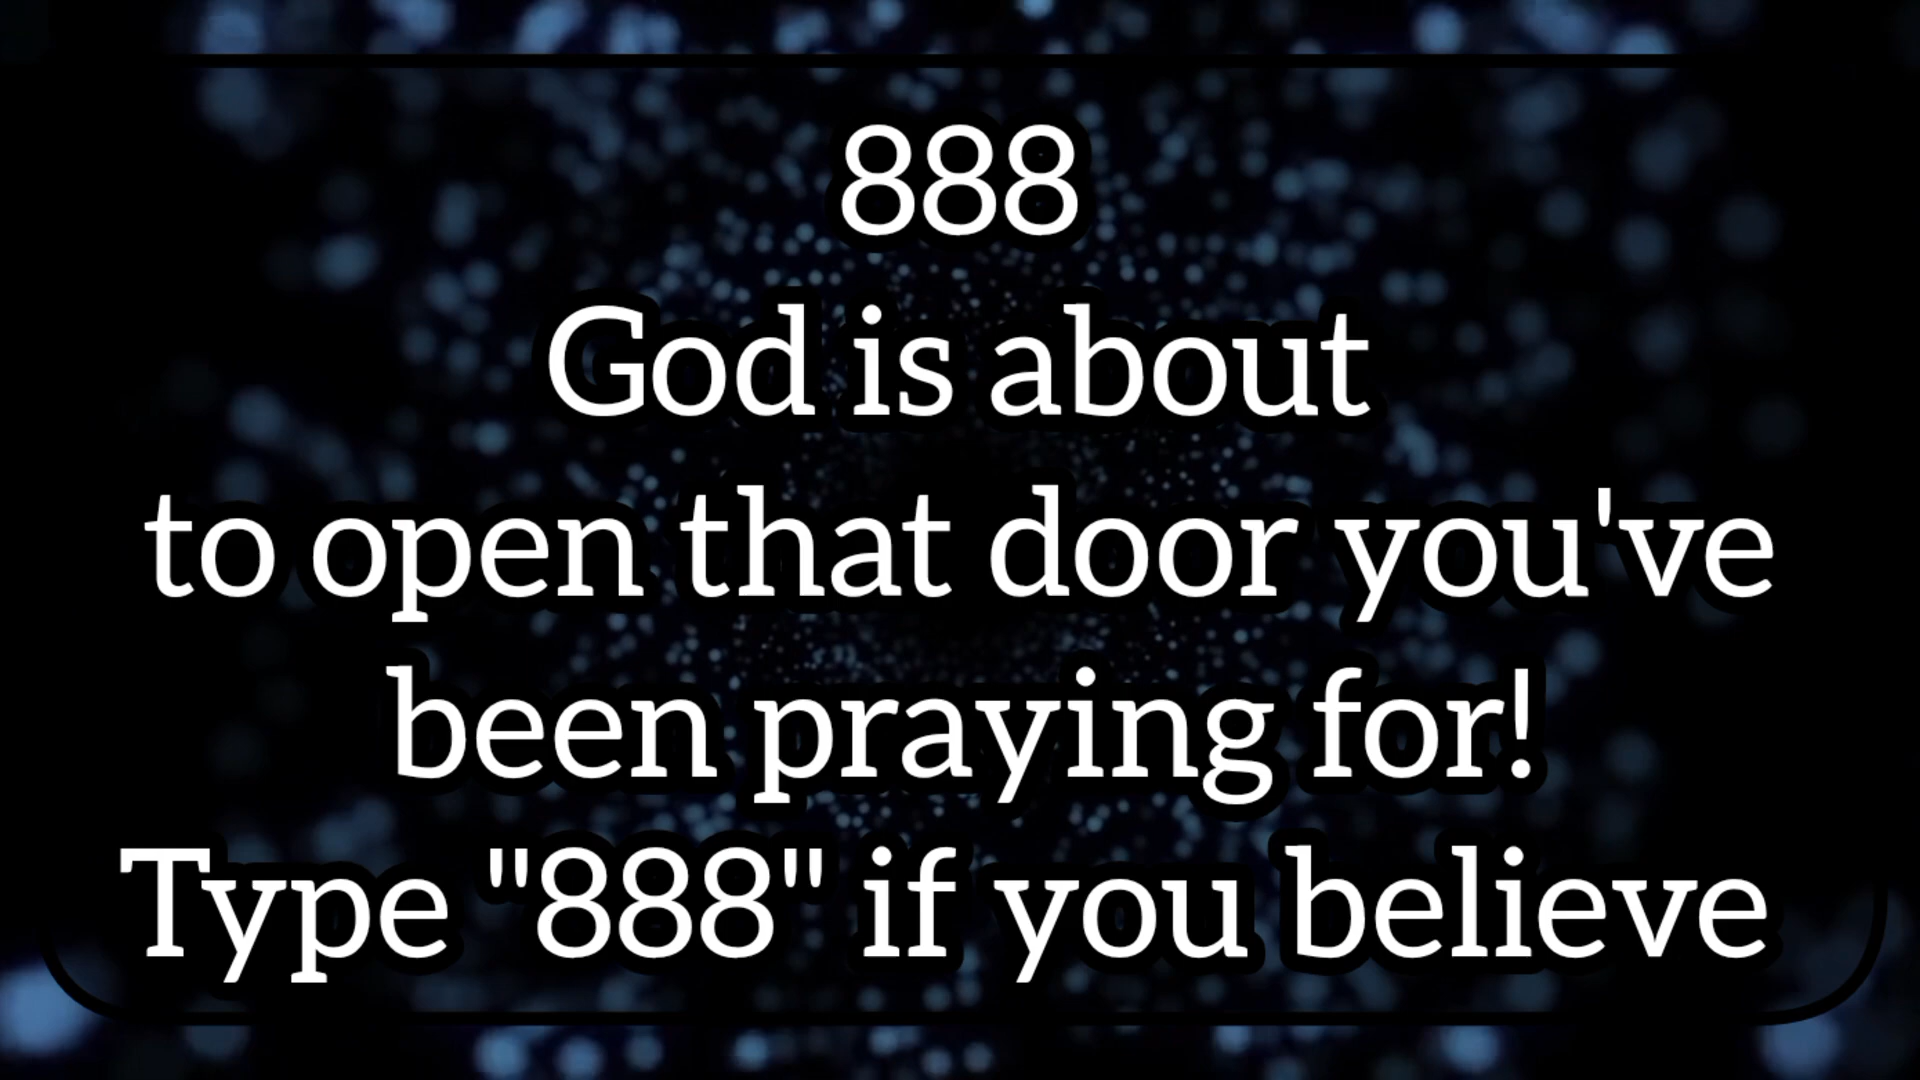 888
God is about
to open that door you've
been praying for!
Type "888" if you believe